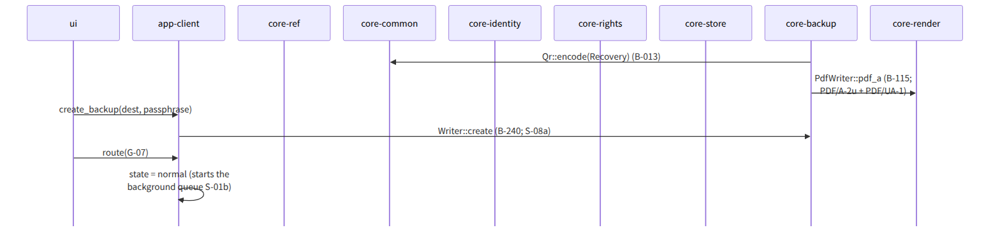 ui
app-client
core-ref
core-common
core-identity
core-rights
core-store
core-backup
core-render
Qr::encode(Recovery) (B-013)
PdfWriter::pdf_a (B-115;
PDF/A-2u + PDF/UA-1)
create_backup(dest, passphrase)
Writer::create (B-240; S-08a)
route(G-07)
state = normal (starts the
background queue S-01b)